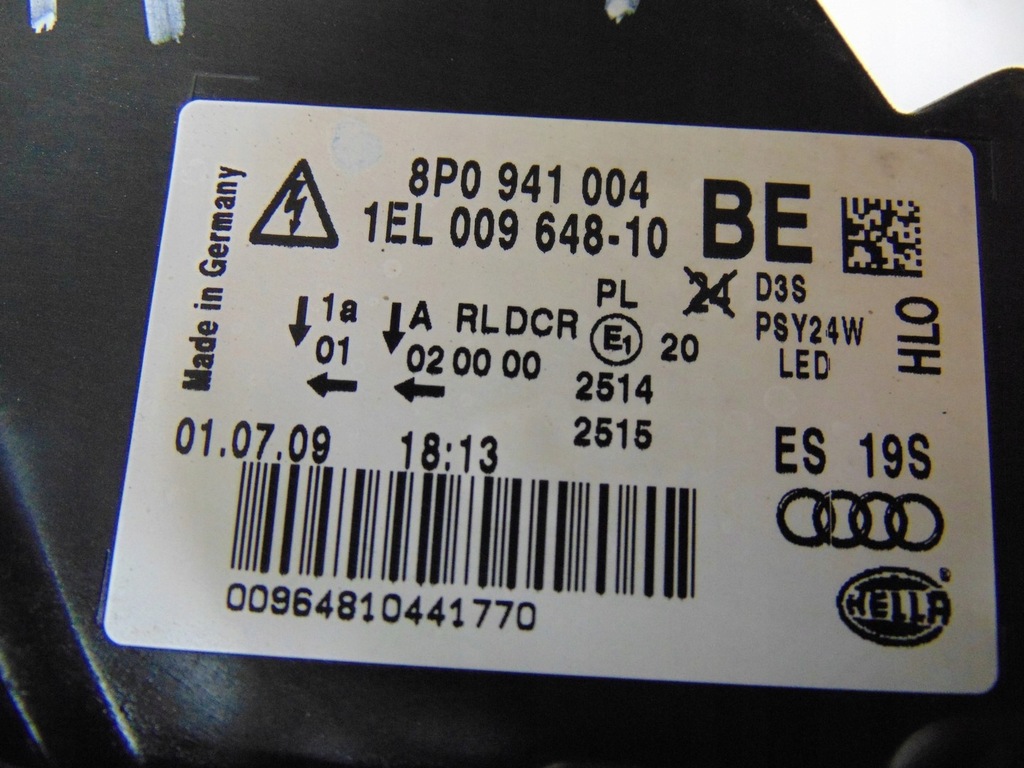 Made in Germany
8P0 941 004
1EL 009 648-10
BE
1a
01
A RLDCR
02 00 00
PL
E1 20
2514
2515
24
D3S
PSY24W
LED
HLO
01.07.09 18:13
ES 19S
00964810441770
HELLA